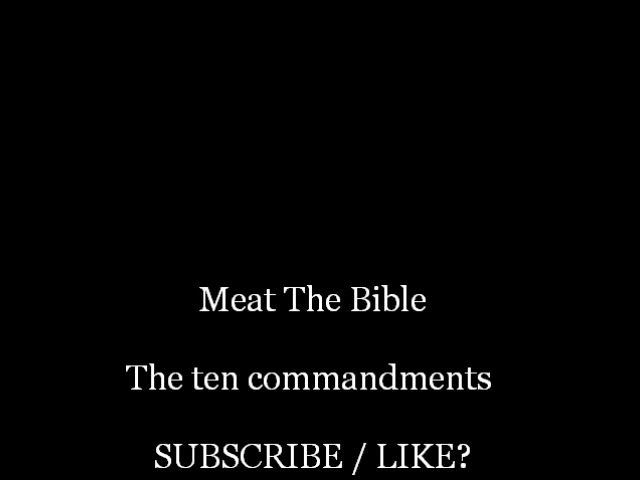 Meat The Bible
The ten commandments
SUBSCRIBE / LIKE?